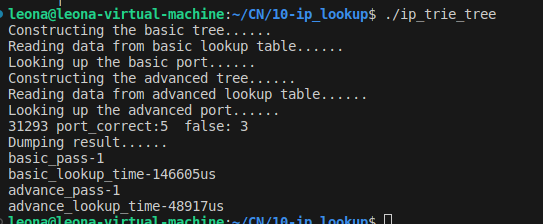 leona@leona-virtual-machine:~/CN/10-ip_lookup$ ./ip_trie_tree
Constructing the basic tree......
Reading data from basic lookup table......
Looking up the basic port......
Constructing the advanced tree......
Reading data from advanced lookup table......
Looking up the advanced port......
31293 port_correct:5  false: 3
Dumping result......
basic_pass-1
basic_lookup_time-146605us
advance_pass-1
advance_lookup_time-48917us
leona@leona-virtual-machine:~/CN/10-ip_lookup$